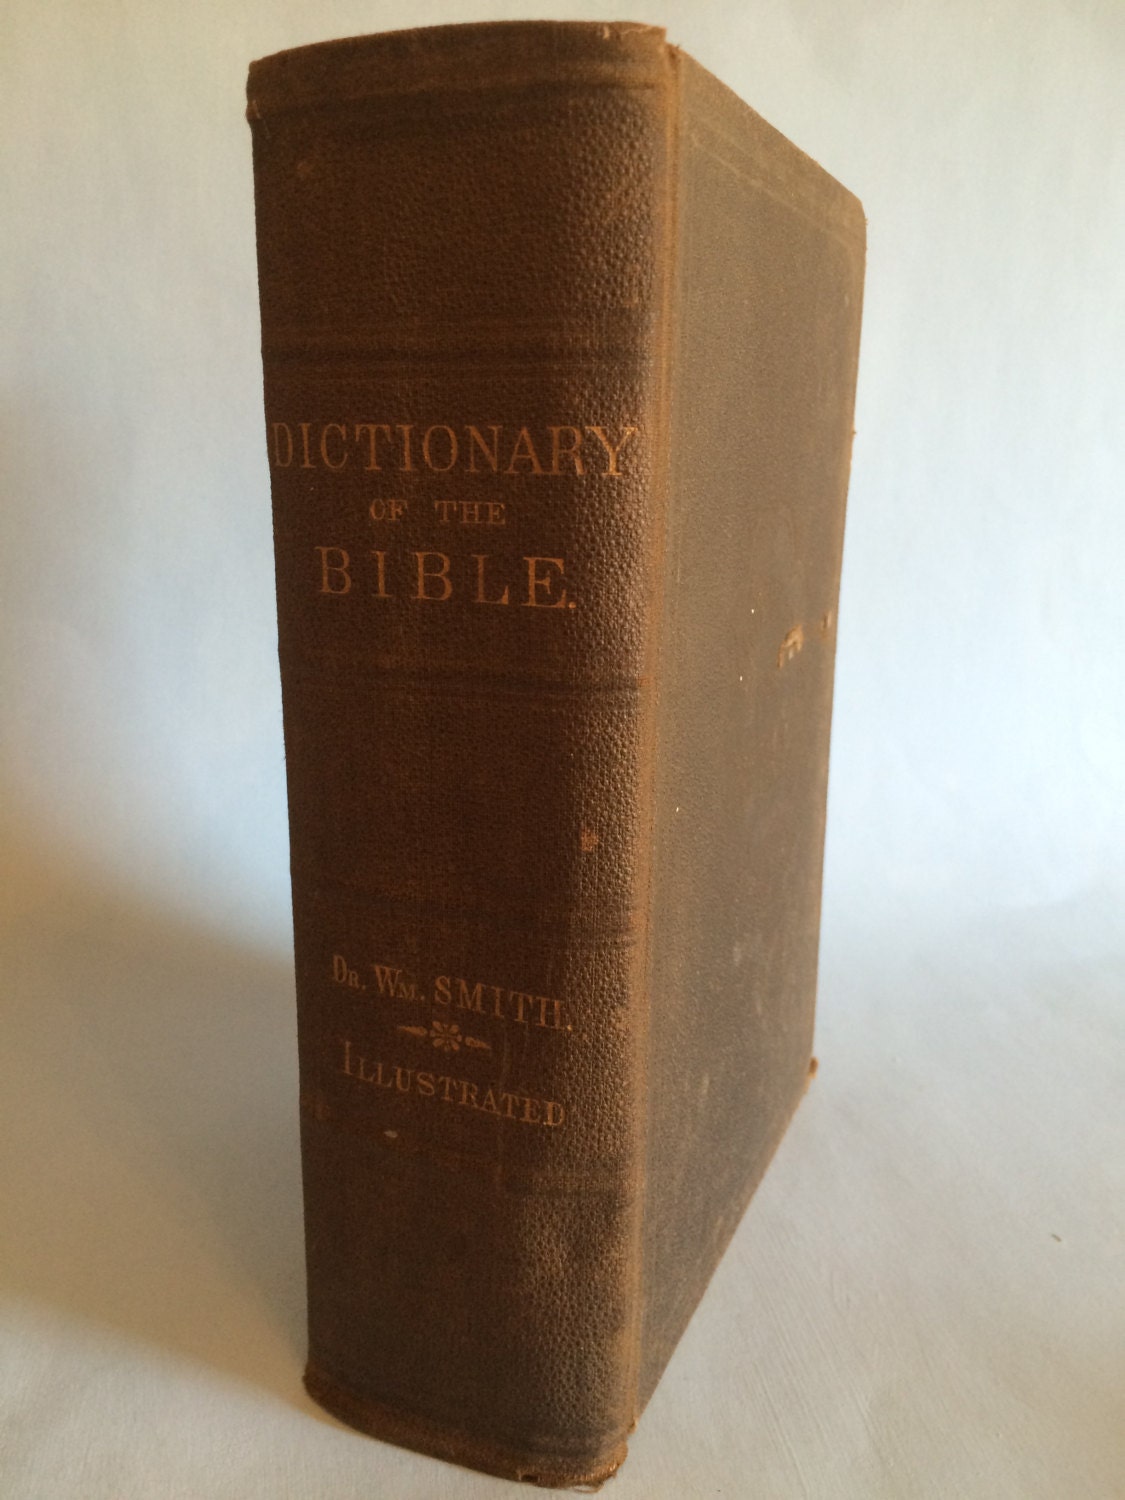 DICTIONARY
OF THE
BIBLE.
DR. WM. SMITH.
ILLUSTRATED